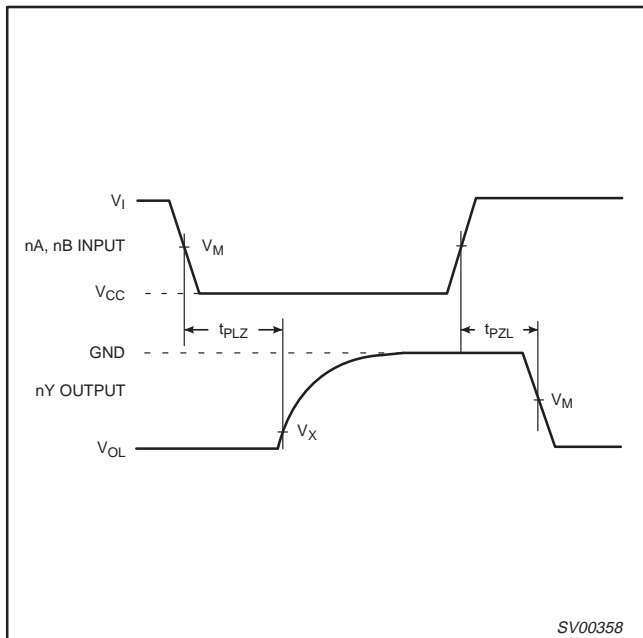 V_I
nA, nB INPUT
V_M
V_CC
t_PLZ
t_PZL
GND
nY OUTPUT
V_M
V_X
V_OL
SV00358